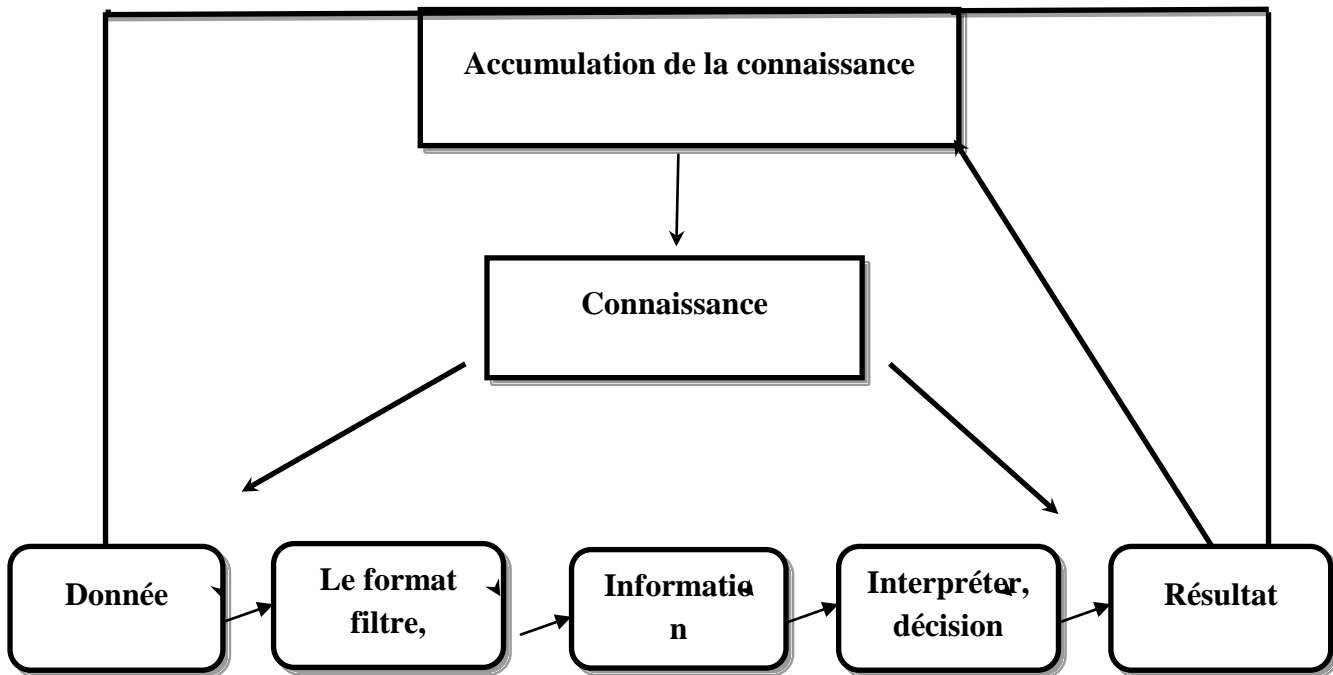 Accumulation de la connaissance
Connaissance
Donnée
Le format
filtre,
Informatio
n
Interpréter,
décision
Résultat